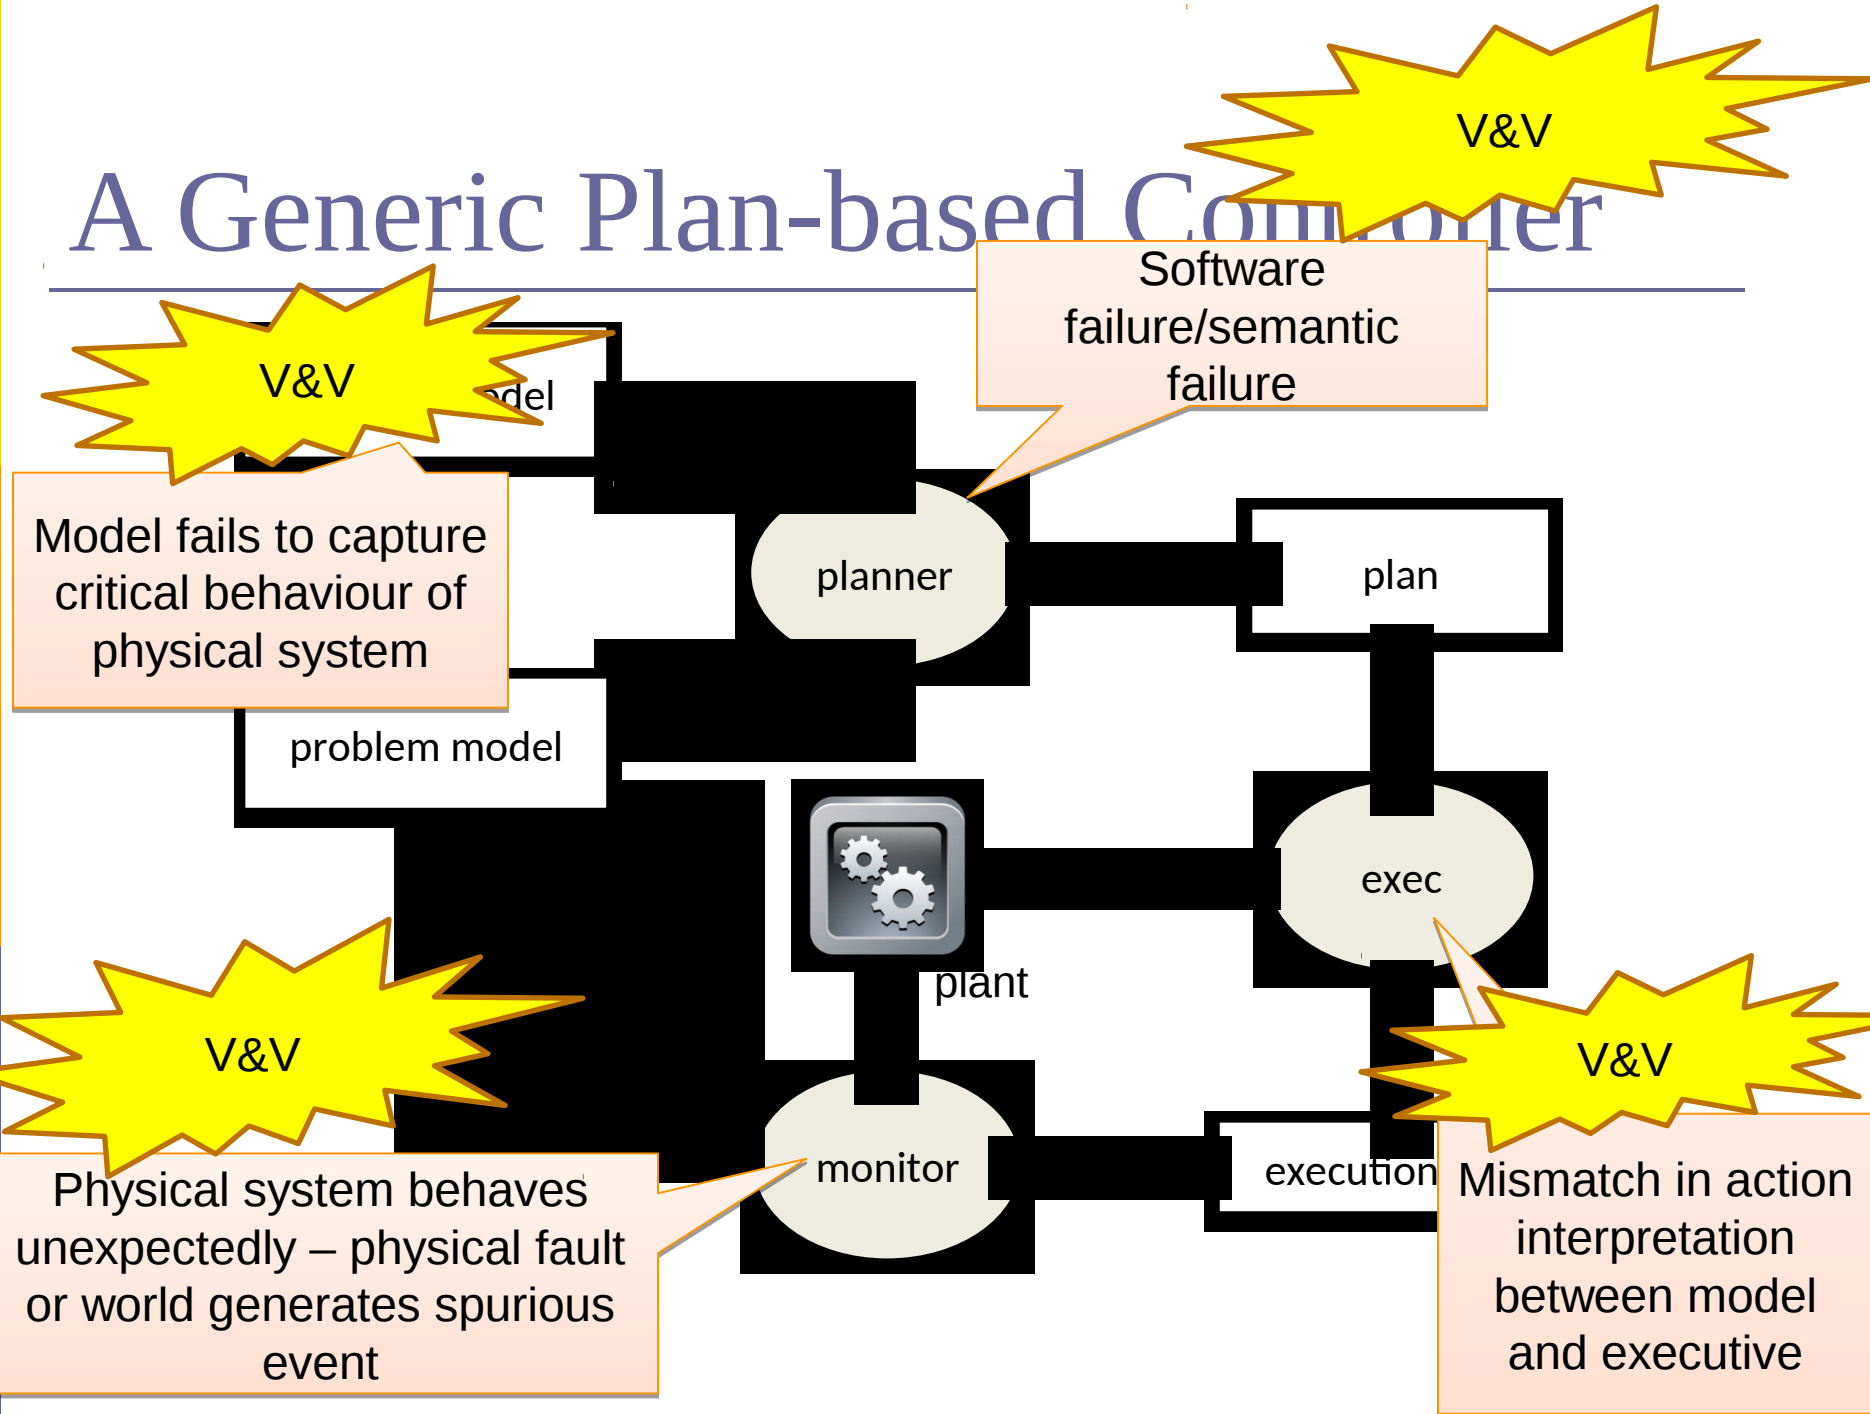 V&V
A Generic Plan-based Controller
Software
failure/semantic
failure
V&V
Model fails to capture
critical behaviour of
physical system
planner
plan
problem model
exec
plant
V&V
V&V
monitor
execution
Physical system behaves
unexpectedly – physical fault
or world generates spurious
event
Mismatch in action
interpretation
between model
and executive